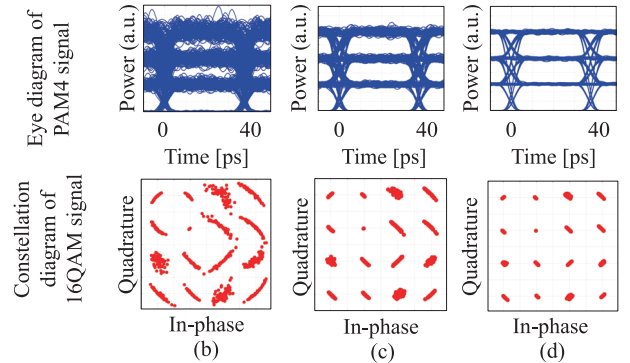 Eye diagram of
PAM4 signal
Power (a.u.)
0
40
Time [ps]
Power (a.u.)
0
40
Time [ps]
Power (a.u.)
0
40
Time [ps]
Constellation
diagram of
16QAM signal
Quadrature
Quadrature
Quadrature
In-phase
In-phase
In-phase
(b)
(c)
(d)